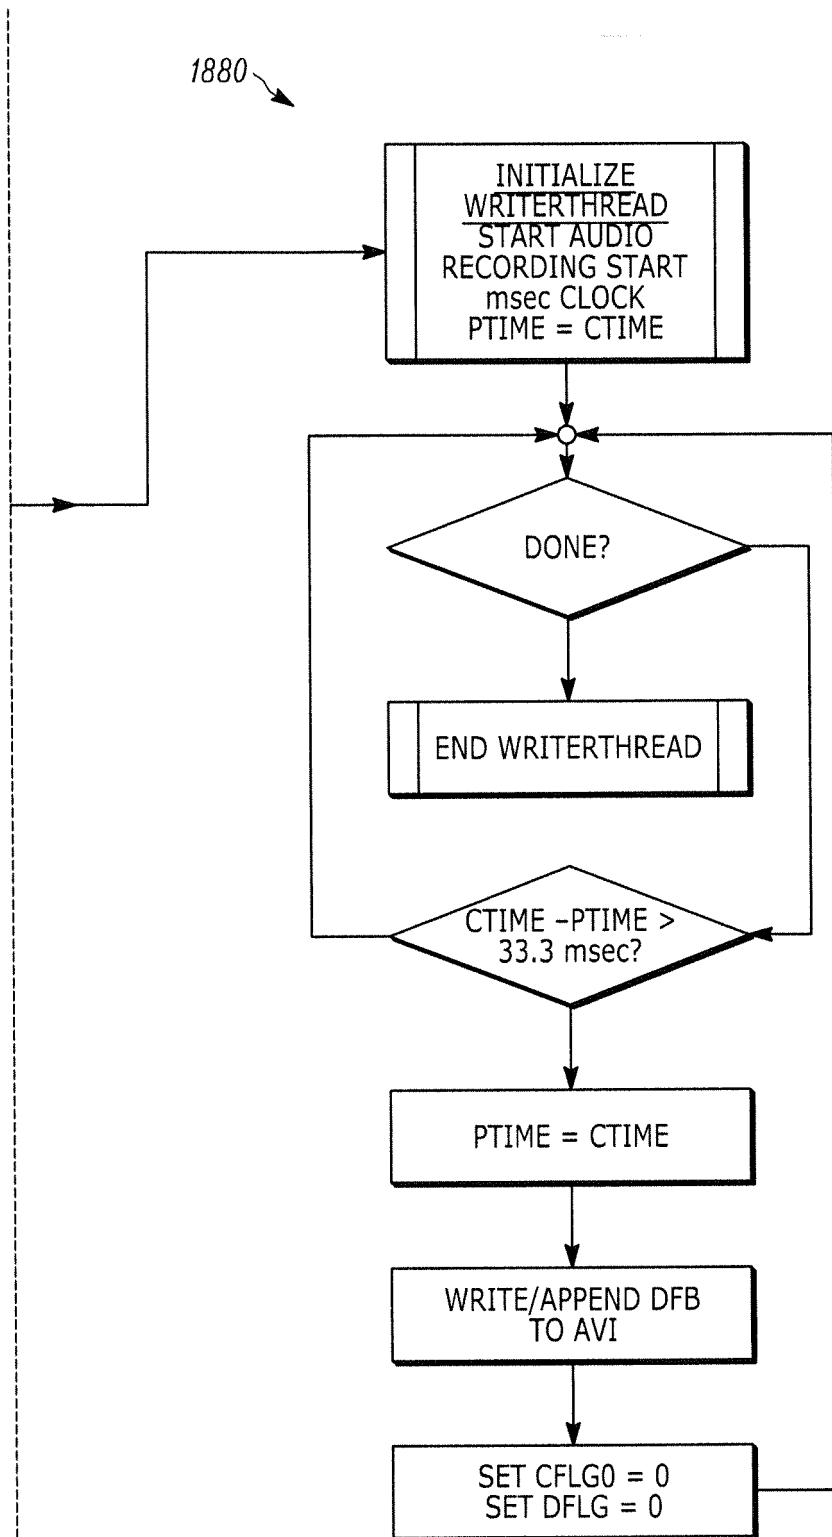 1880
INITIALIZE
WRITERTHREAD
START AUDIO
RECORDING START
msec CLOCK
PTIME = CTIME
DONE?
END WRITERTHREAD
CTIME –PTIME >
33.3 msec?
PTIME = CTIME
WRITE/APPEND DFB
TO AVI
SET CFLG0 = 0
SET DFLG = 0